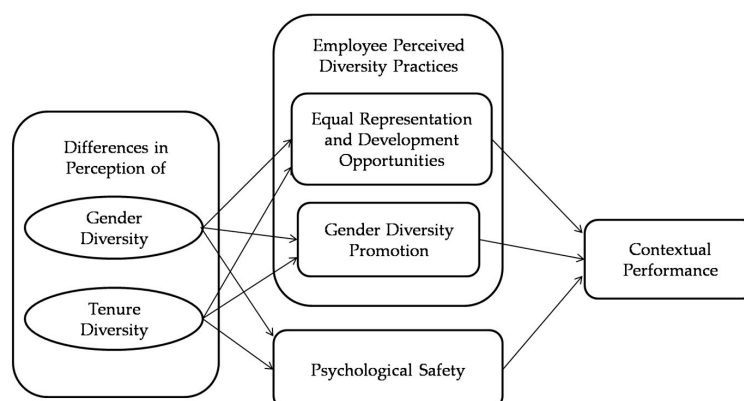 Differences in
Perception of
Gender
Diversity
Tenure
Diversity
Employee Perceived
Diversity Practices
Equal Representation
and Development
Opportunities
Gender Diversity
Promotion
Psychological Safety
Contextual
Performance